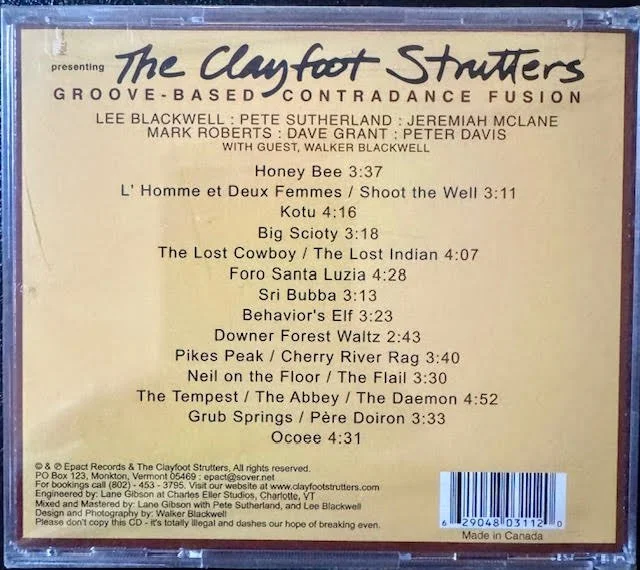 presenting The Clayfoot Strutters
GROOVE-BASED CONTRADANCE FUSION
LEE BLACKWELL : PETE SUTHERLAND : JEREMIAH MCLANE
MARK ROBERTS : DAVE GRANT : PETER DAVIS
WITH GUEST, WALKER BLACKWELL
Honey Bee 3:37
L' Homme et Deux Femmes / Shoot the Well 3:11
Kotu 4:16
Big Scioty 3:18
The Lost Cowboy / The Lost Indian 4:07
Foro Santa Luzia 4:28
Sri Bubba 3:13
Behavior's Elf 3:23
Downer Forest Waltz 2:43
Pikes Peak / Cherry River Rag 3:40
Neil on the Floor / The Flail 3:30
The Tempest / The Abbey / The Daemon 4:52
Grub Springs / Père Doiron 3:33
Ocoee 4:31
© & ℗ Epact Records & The Clayfoot Strutters, All rights reserved.
PO Box 123, Monkton, Vermont 05469 : epact@sover.net
For bookings call (802) - 453 - 3795. Visit our website at www.clayfootstrutters.com
Engineered by: Lane Gibson at Charles Eller Studios, Charlotte, VT
Mixed and Mastered by: Lane Gibson with Pete Sutherland, and Lee Blackwell
Design and Photography by: Walker Blackwell
Please don't copy this CD - it's totally illegal and dashes our hope of breaking even.
6 29048 03112 0
Made in Canada